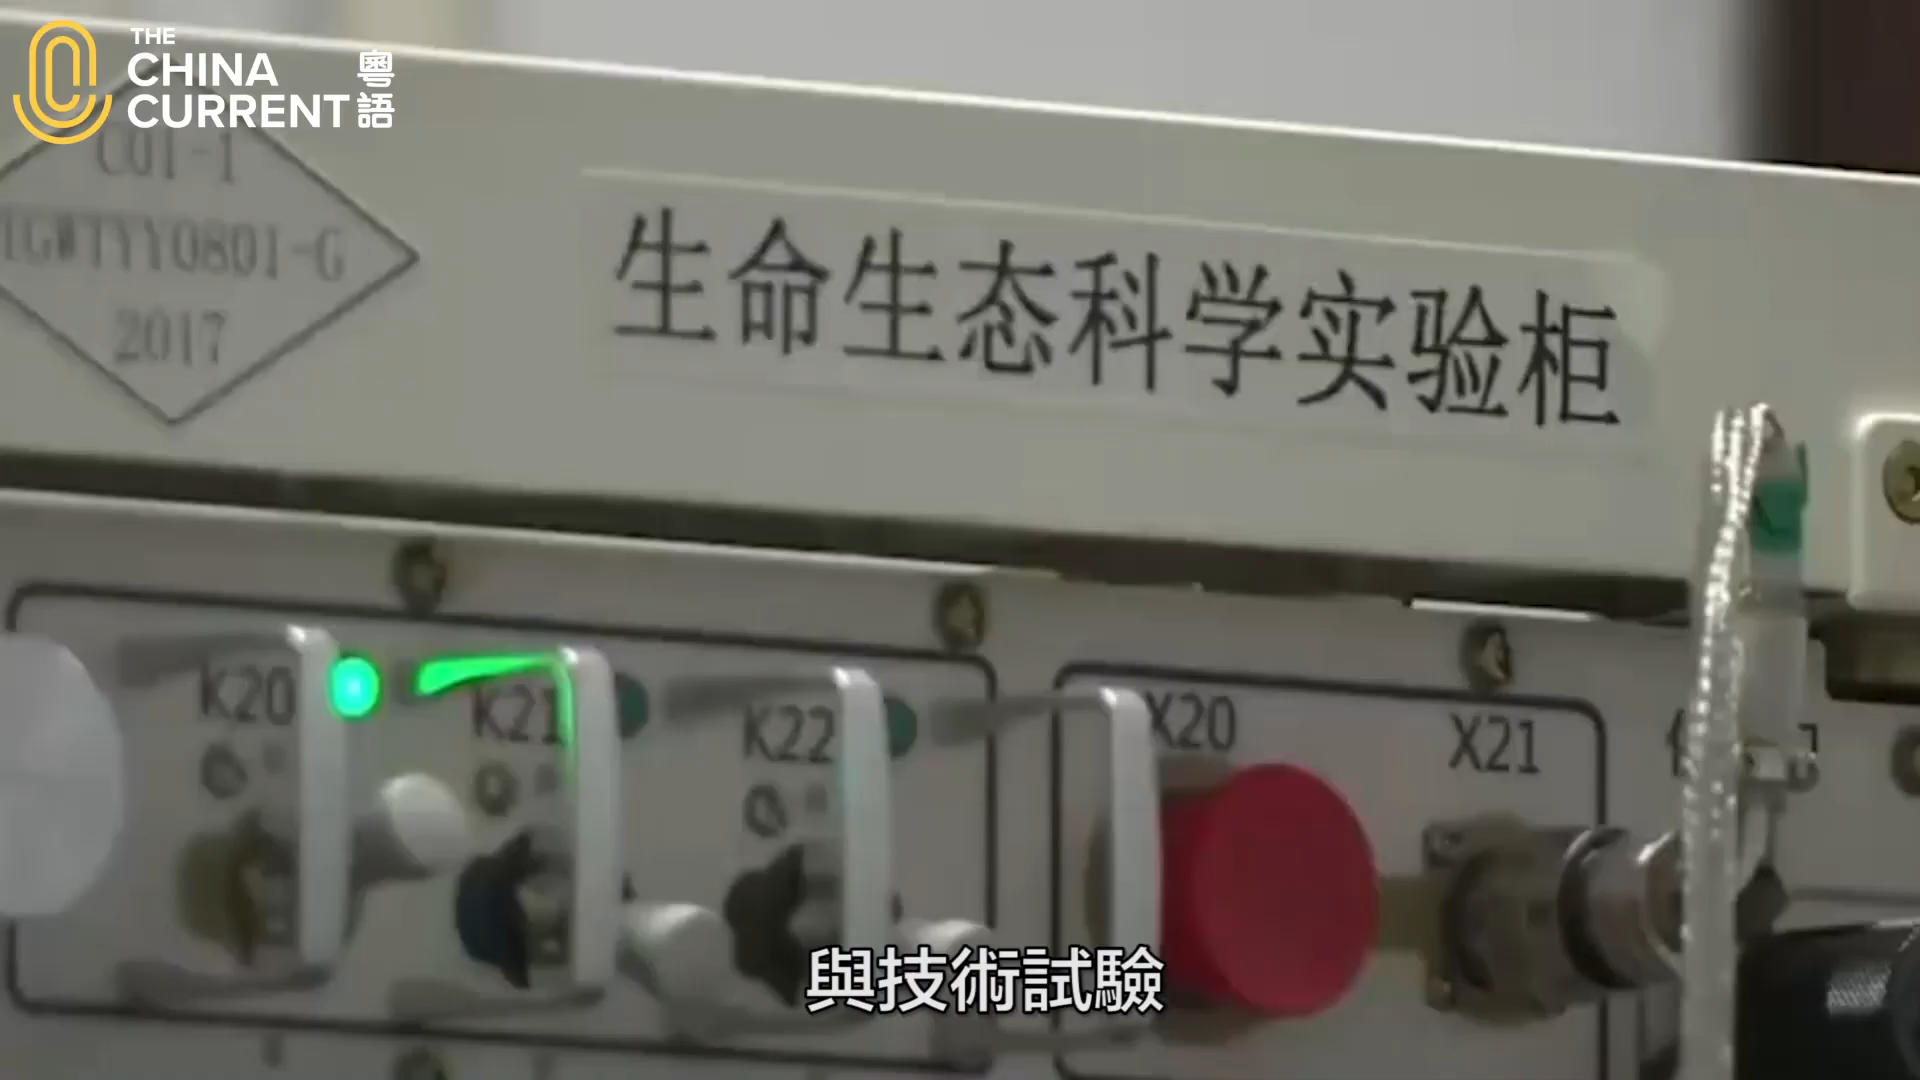 THE
CHINA
CURRENT
粵語
C01-1
2017
生命生态科学实验柜
K20
K21
K22
X20
X21
與技術試驗